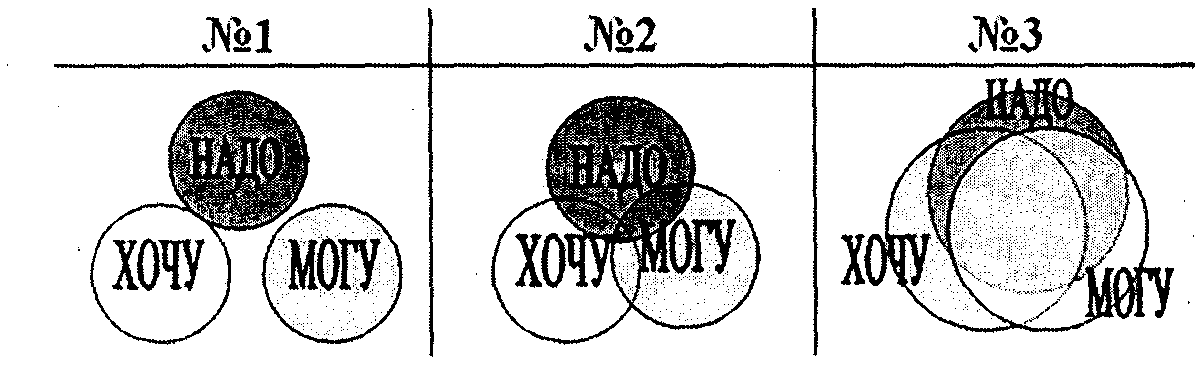 №1
НАДО
ХОЧУ
МОГУ
№2
НАДО
ХОЧУ
МОГУ
№3
НАДО
ХОЧУ
МОГУ